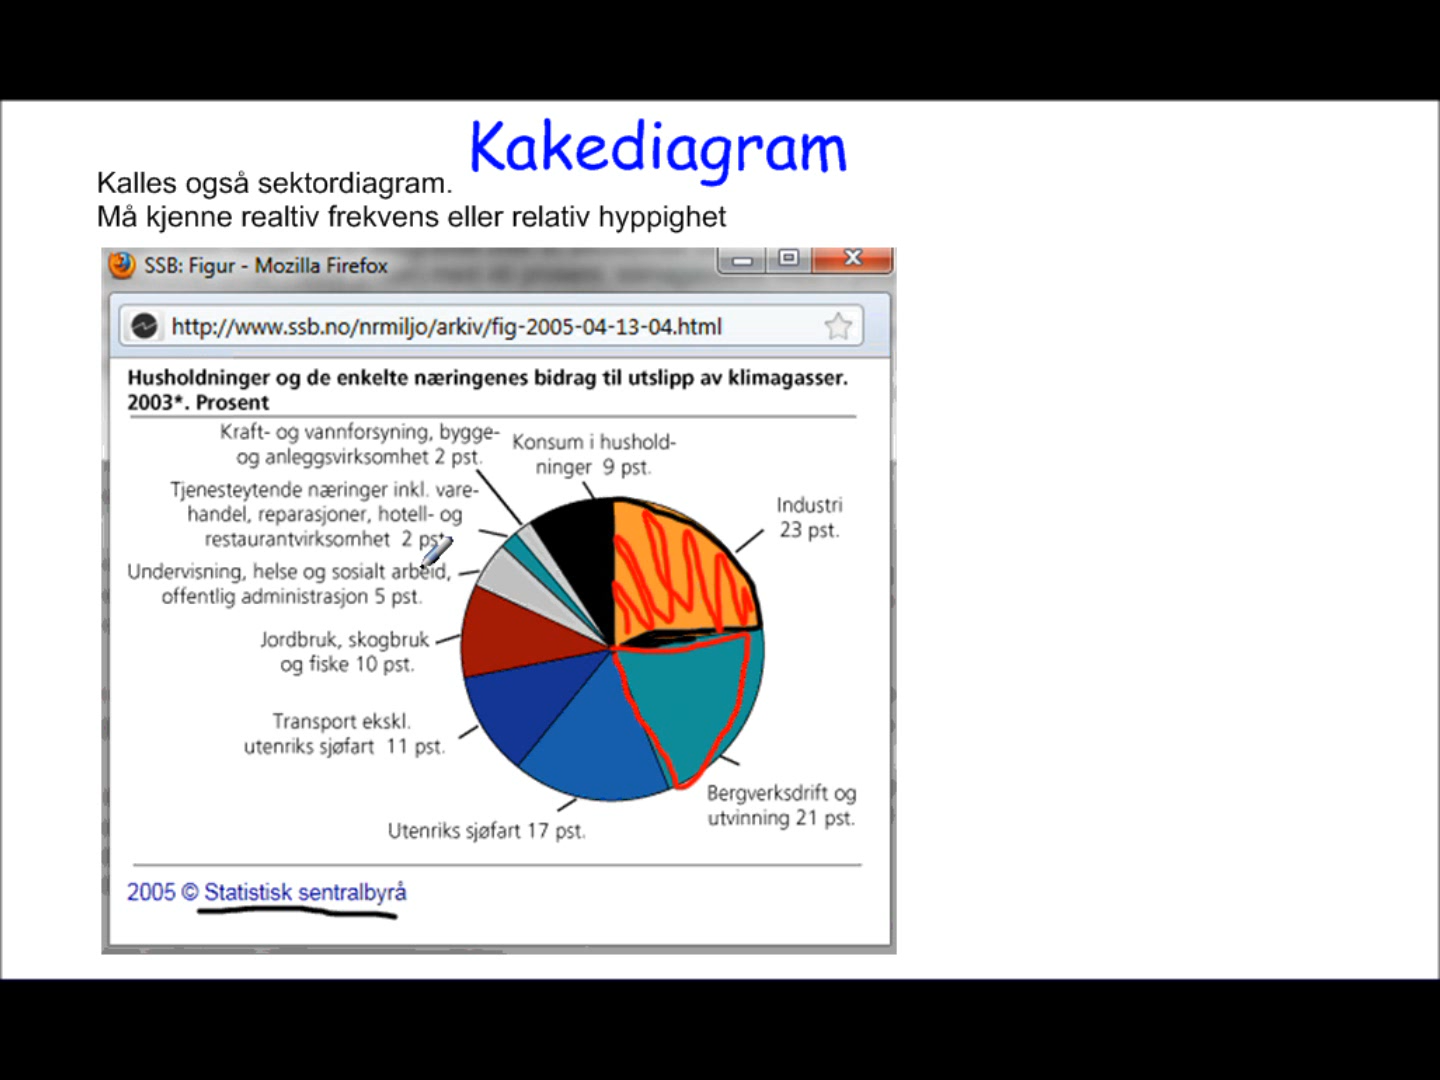 Kakediagram
Kalles også sektordiagram.
Må kjenne realtiv frekvens eller relativ hyppighet
SSB: Figur - Mozilla Firefox
http://www.ssb.no/nrmiljo/arkiv/fig-2005-04-13-04.html
Husholdninger og de enkelte næringenes bidrag til utslipp av klimagasser.
2003*. Prosent
Kraft- og vannforsyning, bygge-
og anleggsvirksomhet 2 pst.
Konsum i hushold-
ninger 9 pst.
Tjenesteytende næringer inkl. vare-
handel, reparasjoner, hotell- og
restaurantvirksomhet 2 pst.
Industri
23 pst.
Undervisning, helse og sosialt arbeid,
offentlig administrasjon 5 pst.
Jordbruk, skogbruk
og fiske 10 pst.
Transport ekskl.
utenriks sjøfart 11 pst.
Bergverksdrift og
utvinning 21 pst.
Utenriks sjøfart 17 pst.
2005 © Statistisk sentralbyrå